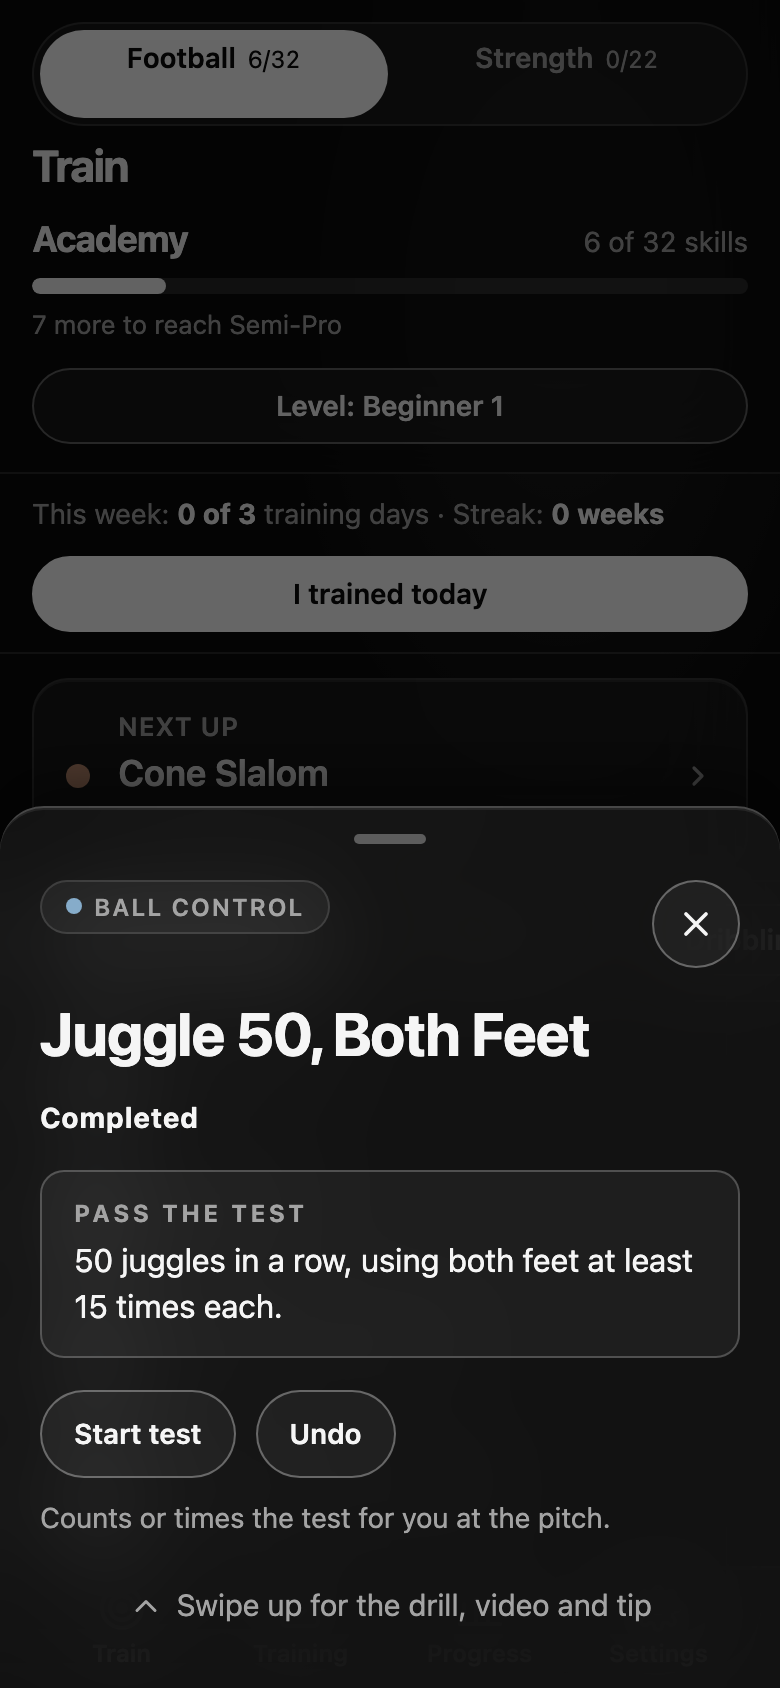 Football 6/32
Strength 0/22
Train
Academy
6 of 32 skills
7 more to reach Semi-Pro
Level: Beginner 1
This week: 0 of 3 training days · Streak: 0 weeks
I trained today
NEXT UP
Cone Slalom
BALL CONTROL
Juggle 50, Both Feet
Completed
PASS THE TEST
50 juggles in a row, using both feet at least
15 times each.
Start test
Undo
Counts or times the test for you at the pitch.
Swipe up for the drill, video and tip
Train
Training
Progress
Settings